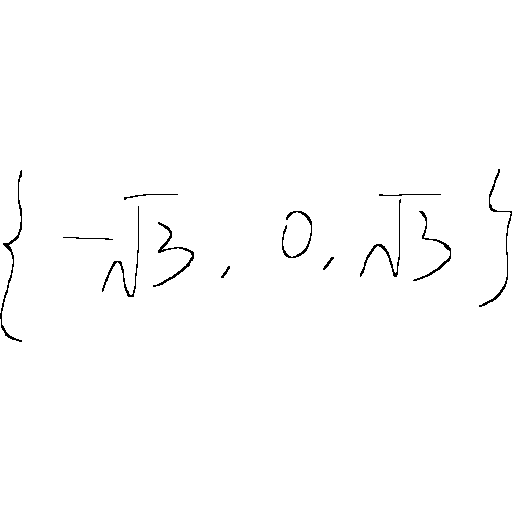 {-√3, 0, √3}